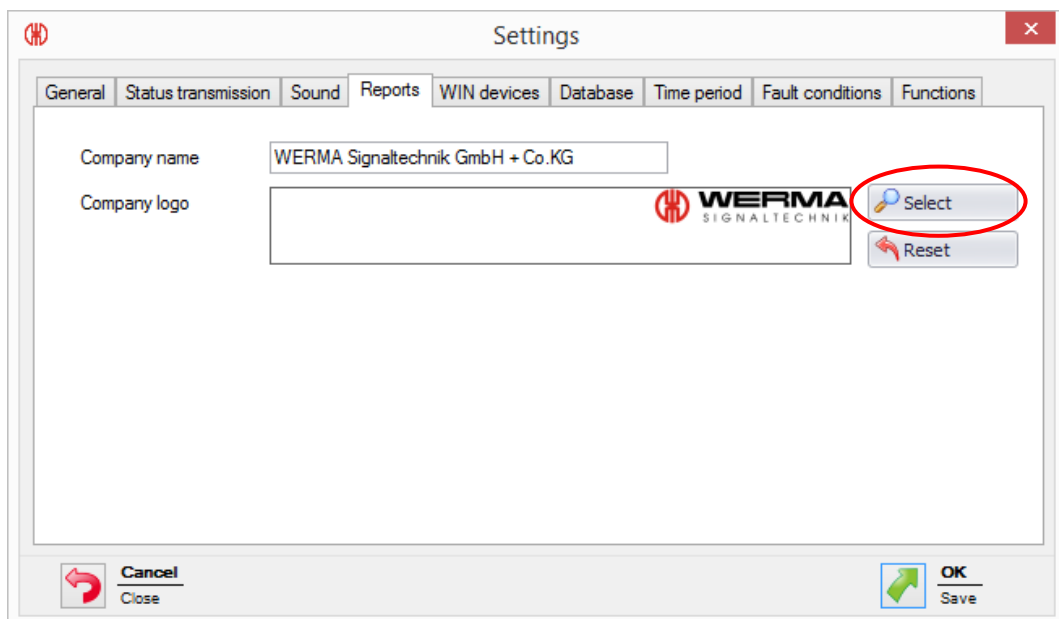 Settings
General Status transmission Sound Reports WIN devices Database Time period Fault conditions Functions
Company name WERMA Signaltechnik GmbH + Co.KG
Company logo WERMA Select
SIGNALTECHNIK
Reset
Cancel OK
Close Save